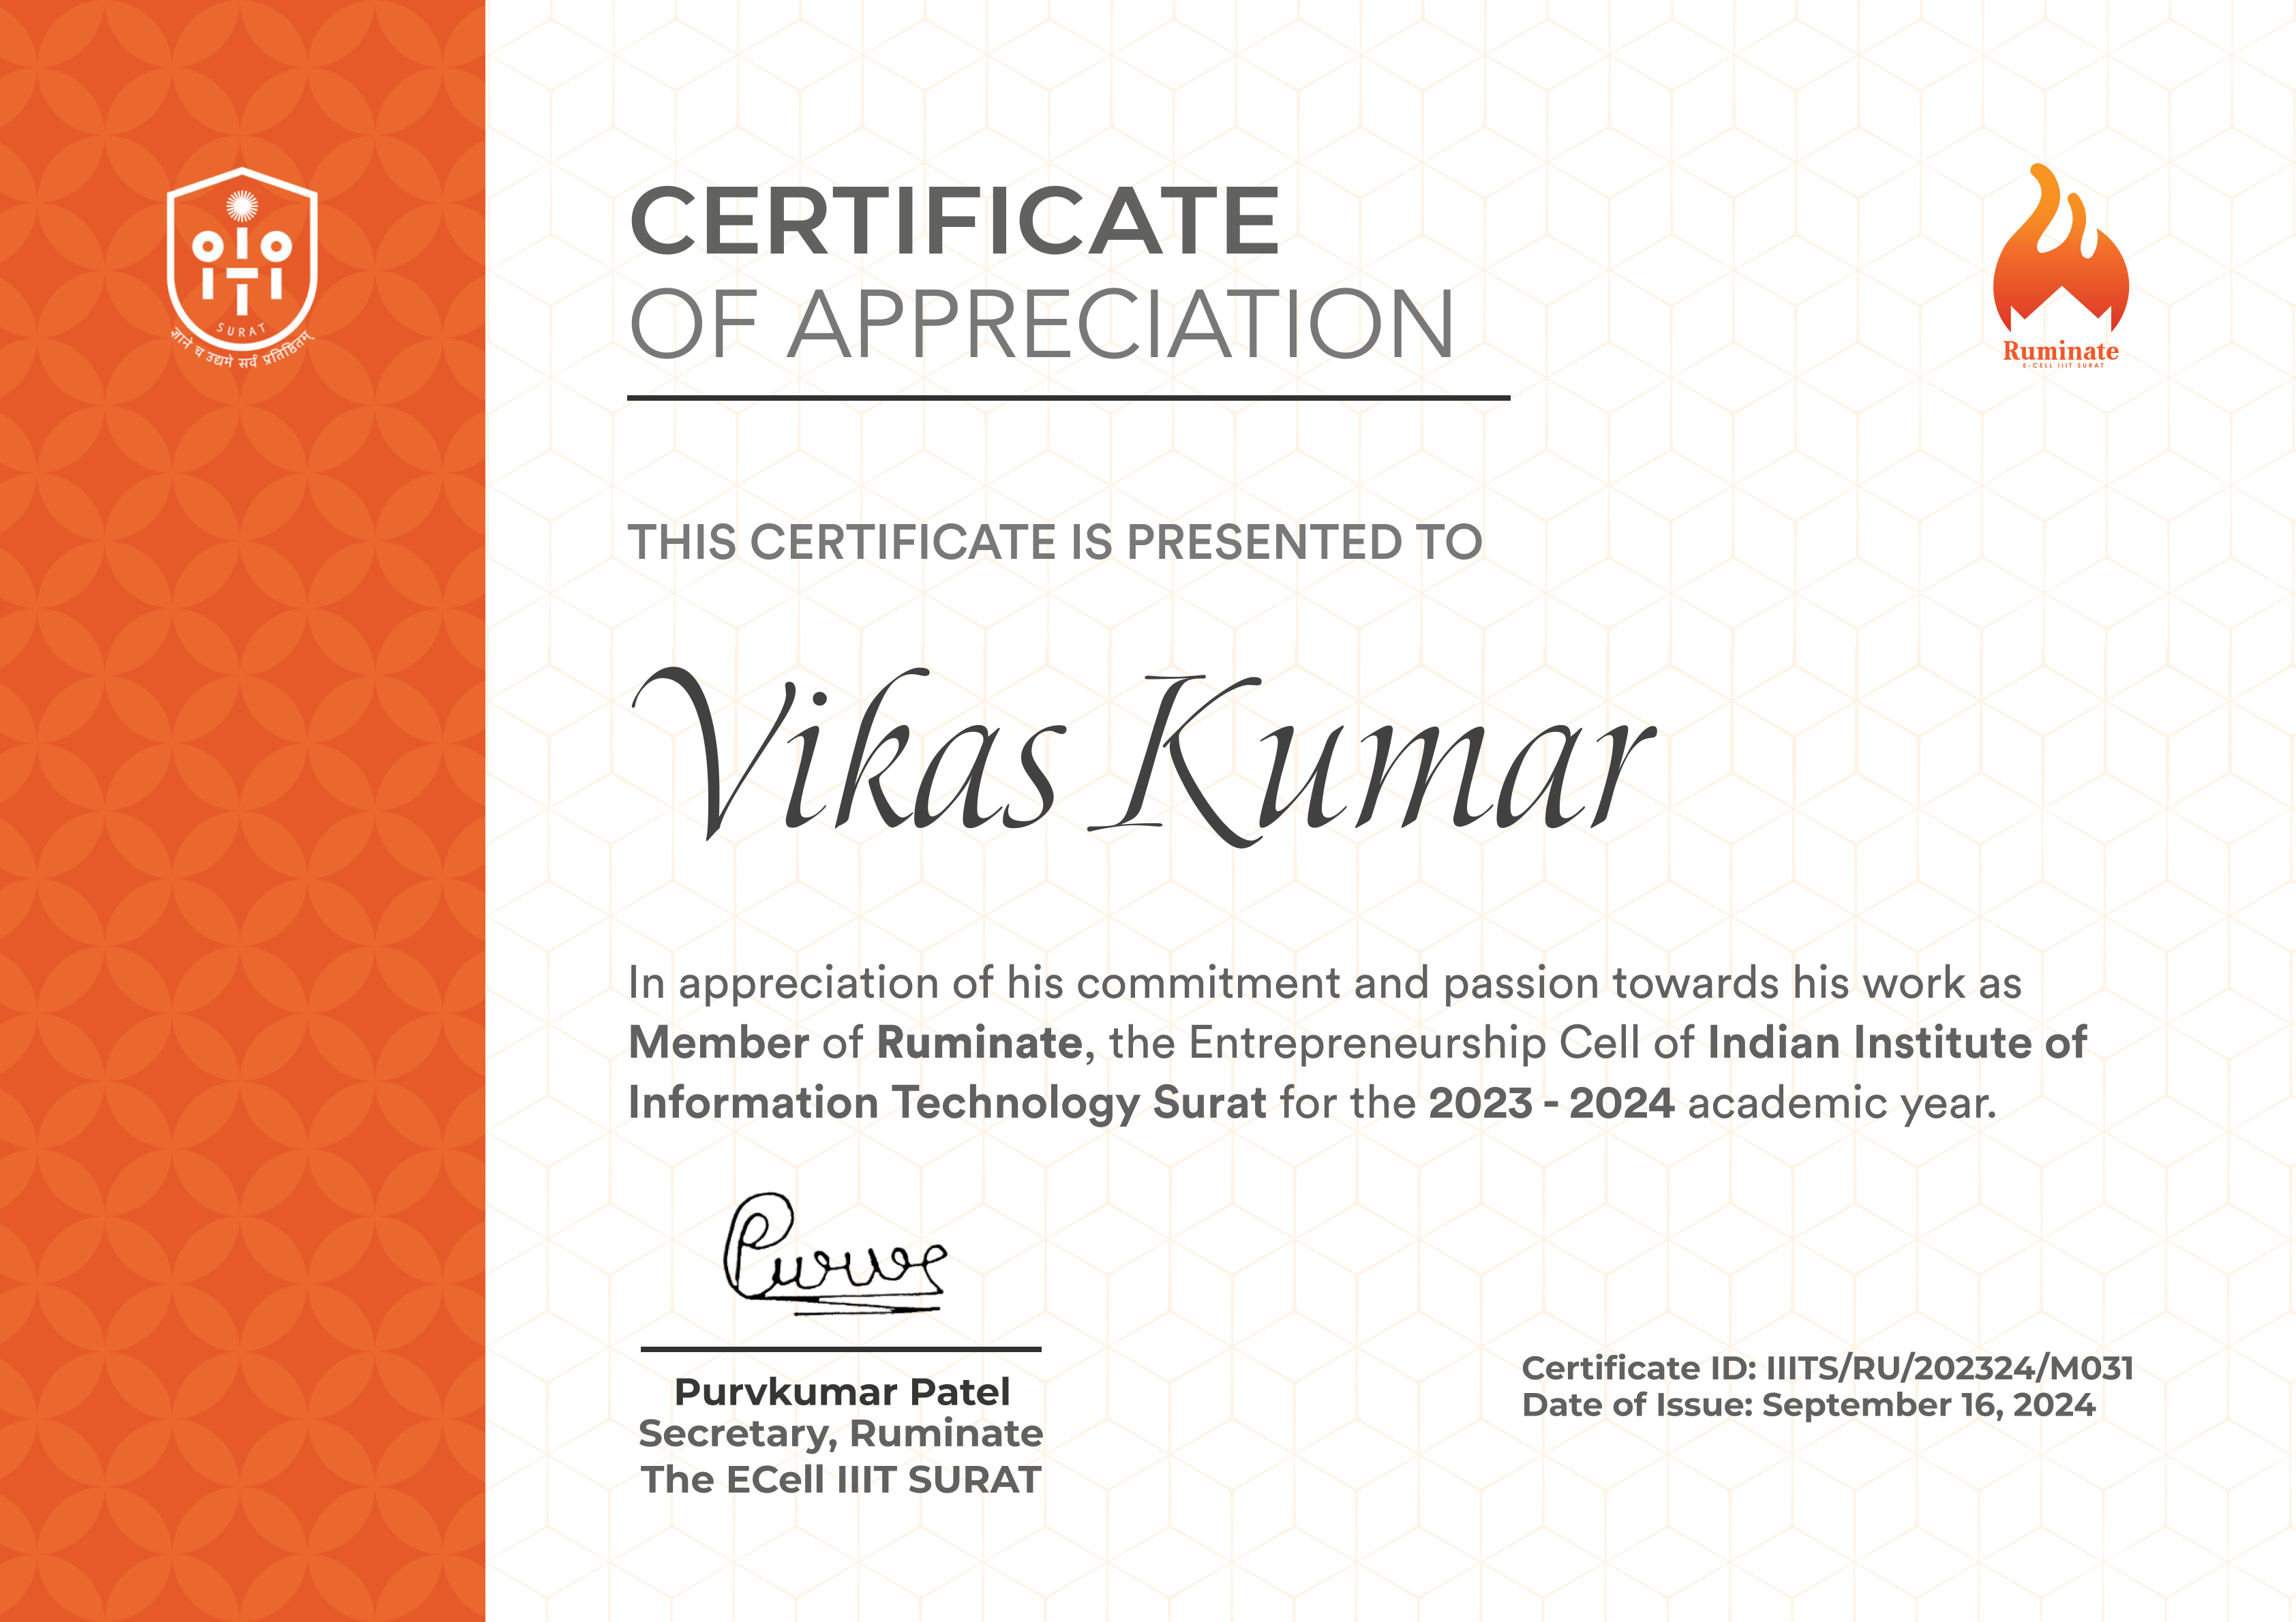 SURAT
ज्ञाने च उद्यमे सर्वं प्रतिष्ठितम्
CERTIFICATE
OF APPRECIATION
Ruminate
E-CELL IIIT SURAT
THIS CERTIFICATE IS PRESENTED TO
Vikas Kumar
In appreciation of his commitment and passion towards his work as
Member of Ruminate, the Entrepreneurship Cell of Indian Institute of
Information Technology Surat for the 2023 - 2024 academic year.
Purvkumar Patel
Secretary, Ruminate
The ECell IIIT SURAT
Certificate ID: IIITS/RU/202324/M031
Date of Issue: September 16, 2024